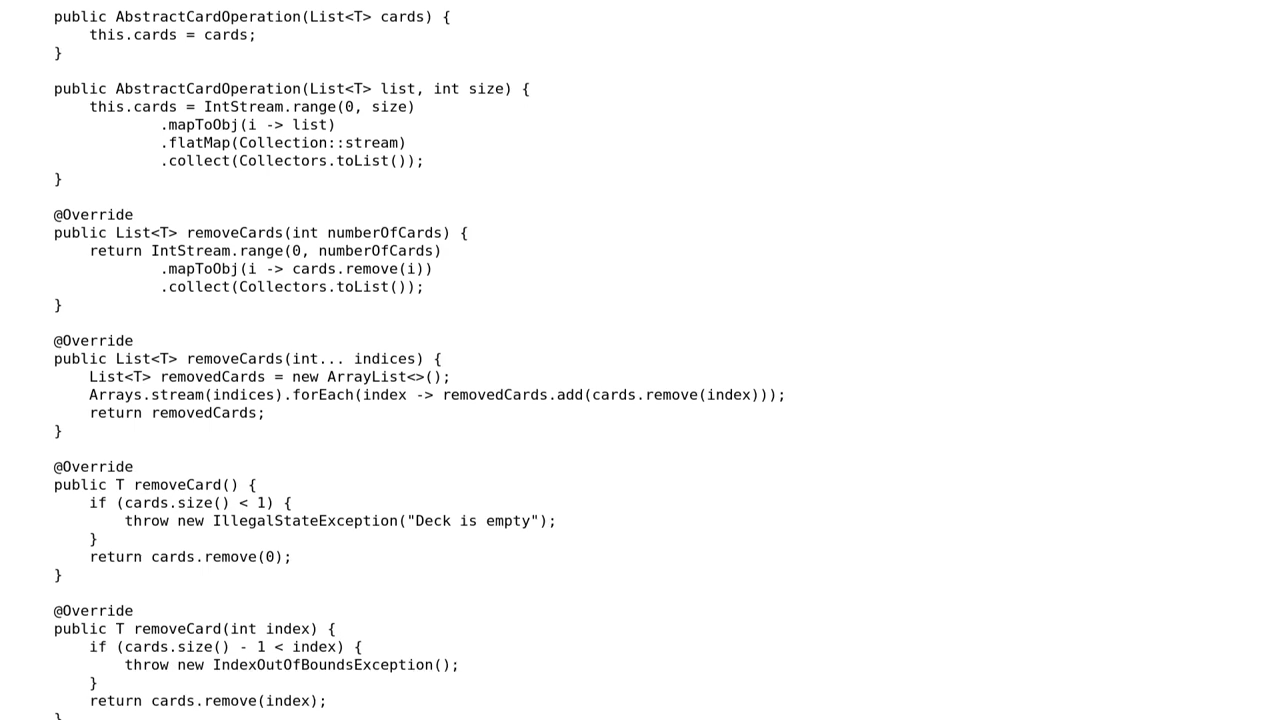 public AbstractCardOperation(List<T> cards) {
    this.cards = cards;
}

public AbstractCardOperation(List<T> list, int size) {
    this.cards = IntStream.range(0, size)
            .mapToObj(i -> list)
            .flatMap(Collection::stream)
            .collect(Collectors.toList());
}

@Override
public List<T> removeCards(int numberOfCards) {
    return IntStream.range(0, numberOfCards)
            .mapToObj(i -> cards.remove(i))
            .collect(Collectors.toList());
}

@Override
public List<T> removeCards(int... indices) {
    List<T> removedCards = new ArrayList<>();
    Arrays.stream(indices).forEach(index -> removedCards.add(cards.remove(index)));
    return removedCards;
}

@Override
public T removeCard() {
    if (cards.size() < 1) {
        throw new IllegalStateException("Deck is empty");
    }
    return cards.remove(0);
}

@Override
public T removeCard(int index) {
    if (cards.size() - 1 < index) {
        throw new IndexOutOfBoundsException();
    }
    return cards.remove(index);
}